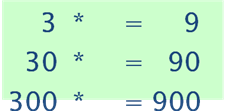 3 * = 9
30 * = 90
300 * = 900